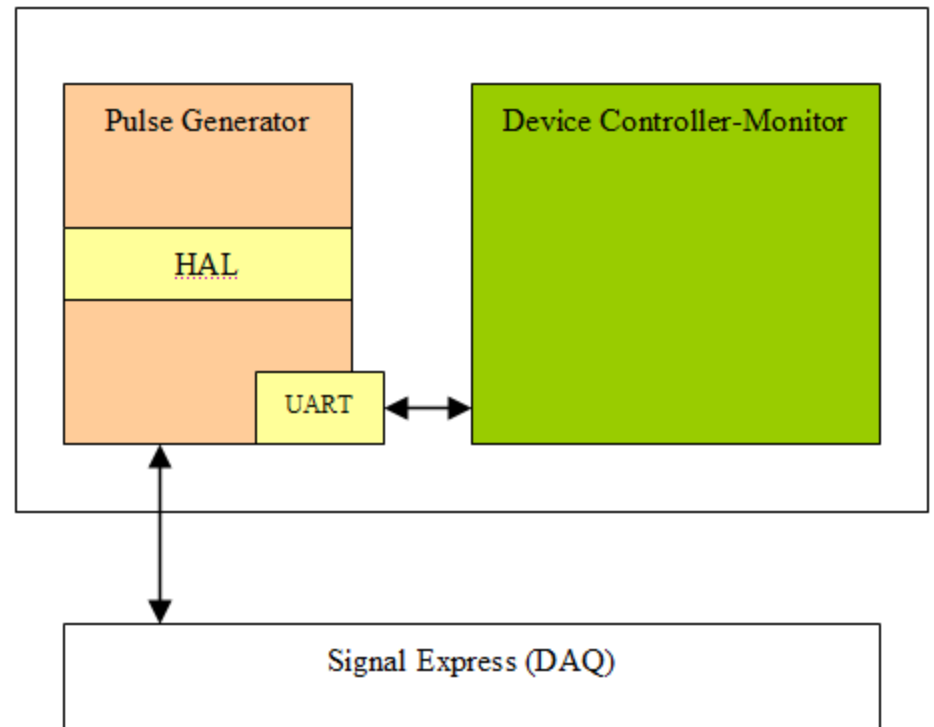 Pulse Generator
Device Controller-Monitor
HAL
UART
Signal Express (DAQ)